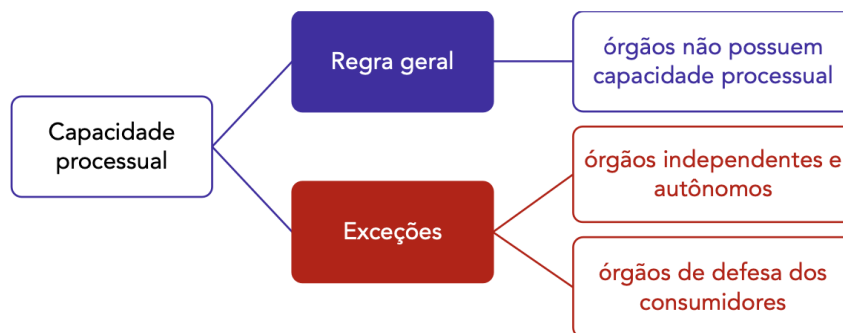 Capacidade
processual
Regra geral
órgãos não possuem
capacidade processual
Exceções
órgãos independentes e
autônomos
órgãos de defesa dos
consumidores